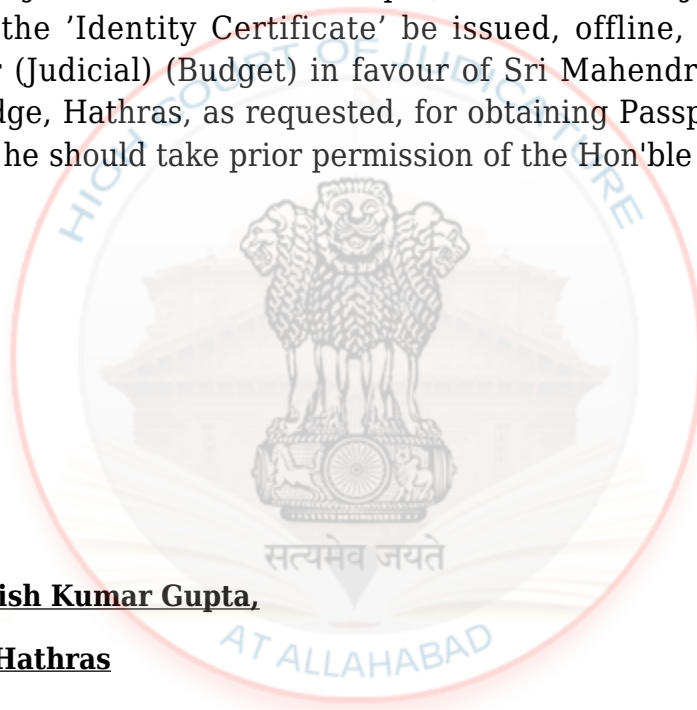 the ’Identity Certificate’ be issued, offline,
(Judicial) (Budget) in favour of Sri Mahendr
dge, Hathras, as requested, for obtaining Passp
he should take prior permission of the Hon'ble
HIGH COURT OF JUDICATURE
सत्यमेव जयते
ish Kumar Gupta,
Hathras
AT ALLAHABAD